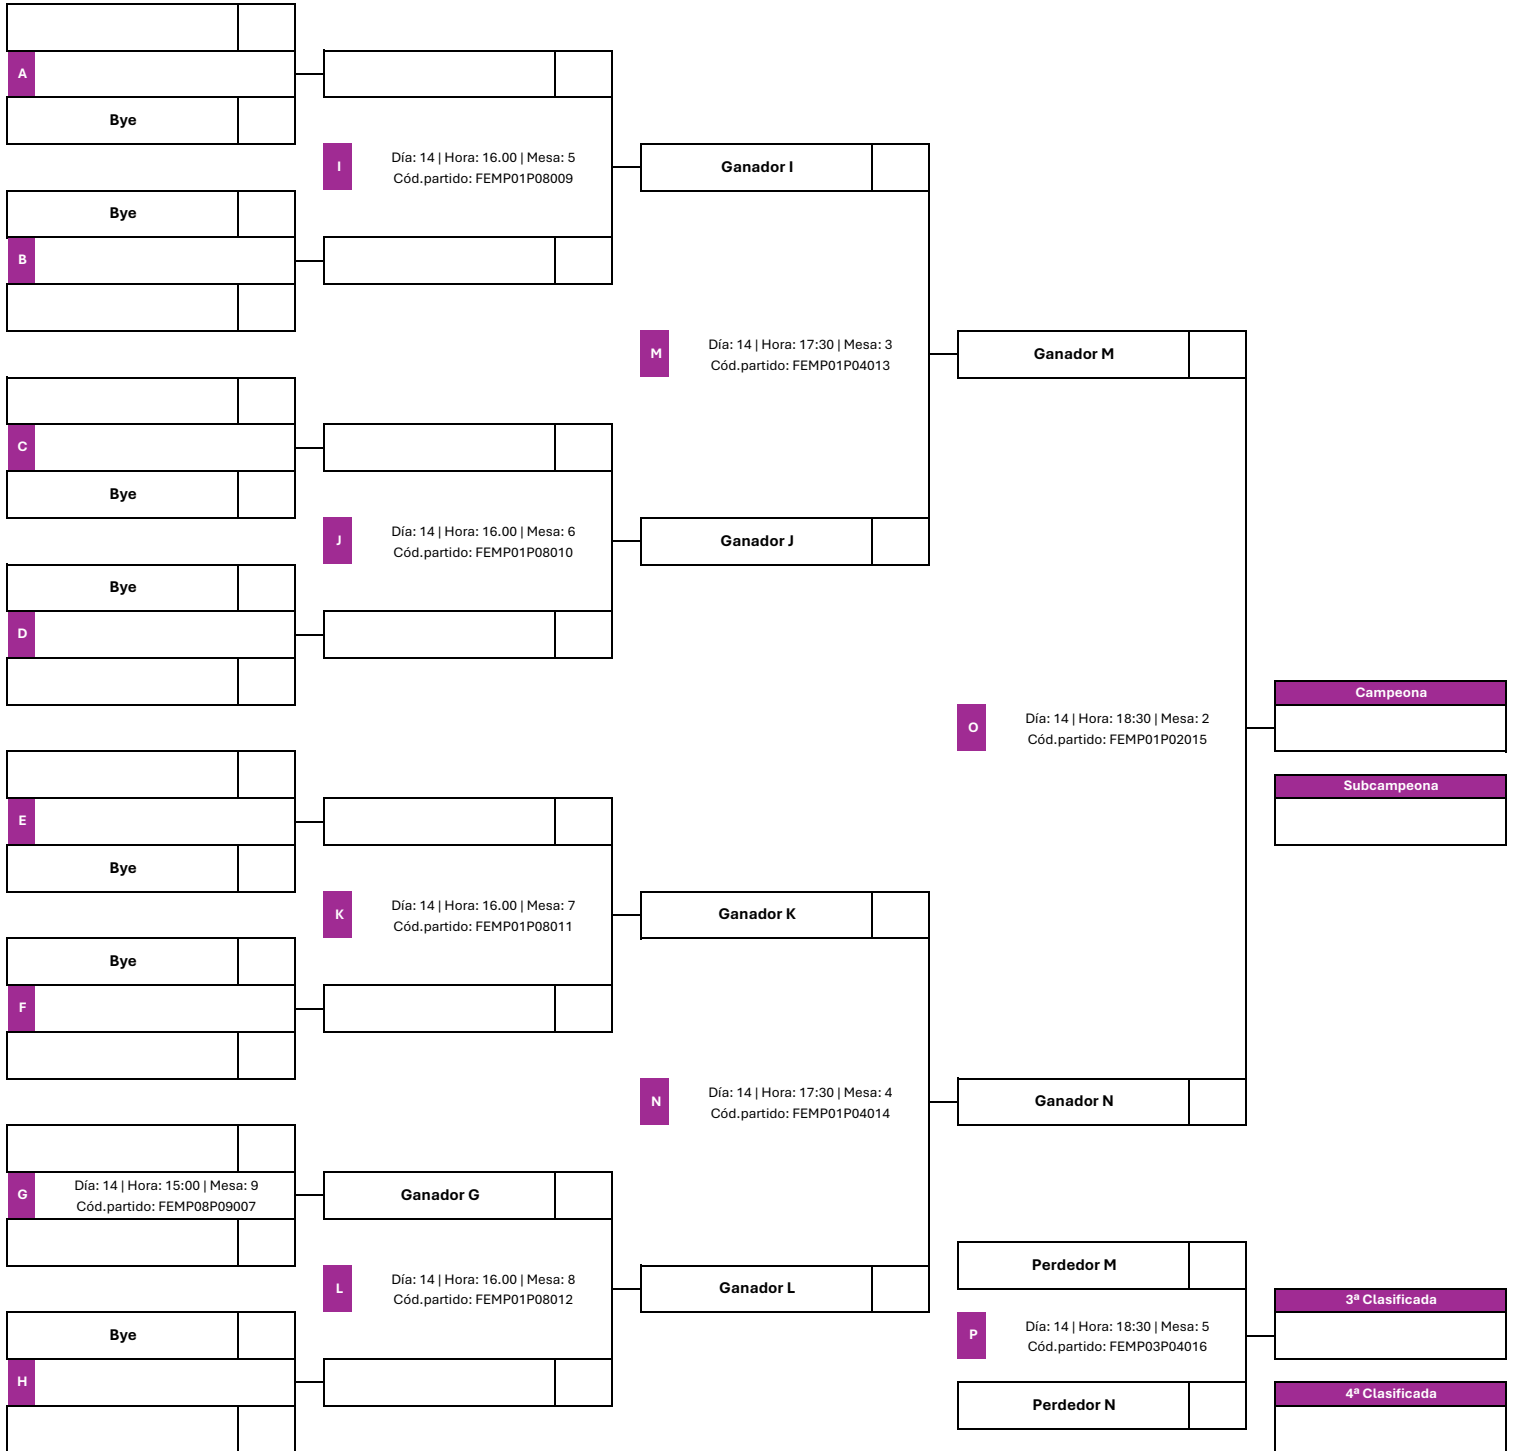 A
Bye
I
Día: 14 | Hora: 16.00 | Mesa: 5
Cód.partido: FEMP01P08009
Bye
B
Ganador I
M
Día: 14 | Hora: 17:30 | Mesa: 3
Cód.partido: FEMP01P04013
Ganador M
C
Bye
J
Día: 14 | Hora: 16.00 | Mesa: 6
Cód.partido: FEMP01P08010
Ganador J
Bye
D
O
Día: 14 | Hora: 18:30 | Mesa: 2
Cód.partido: FEMP01P02015
Campeona
Subcampeona
E
Bye
K
Día: 14 | Hora: 16.00 | Mesa: 7
Cód.partido: FEMP01P08011
Ganador K
Bye
F
N
Día: 14 | Hora: 17:30 | Mesa: 4
Cód.partido: FEMP01P04014
Ganador N
G
Día: 14 | Hora: 15:00 | Mesa: 9
Cód.partido: FEMP08P09007
Ganador G
L
Día: 14 | Hora: 16.00 | Mesa: 8
Cód.partido: FEMP01P08012
Ganador L
Bye
H
Perdedor M
P
Día: 14 | Hora: 18:30 | Mesa: 5
Cód.partido: FEMP03P04016
Perdedor N
3ª Clasificada
4ª Clasificada